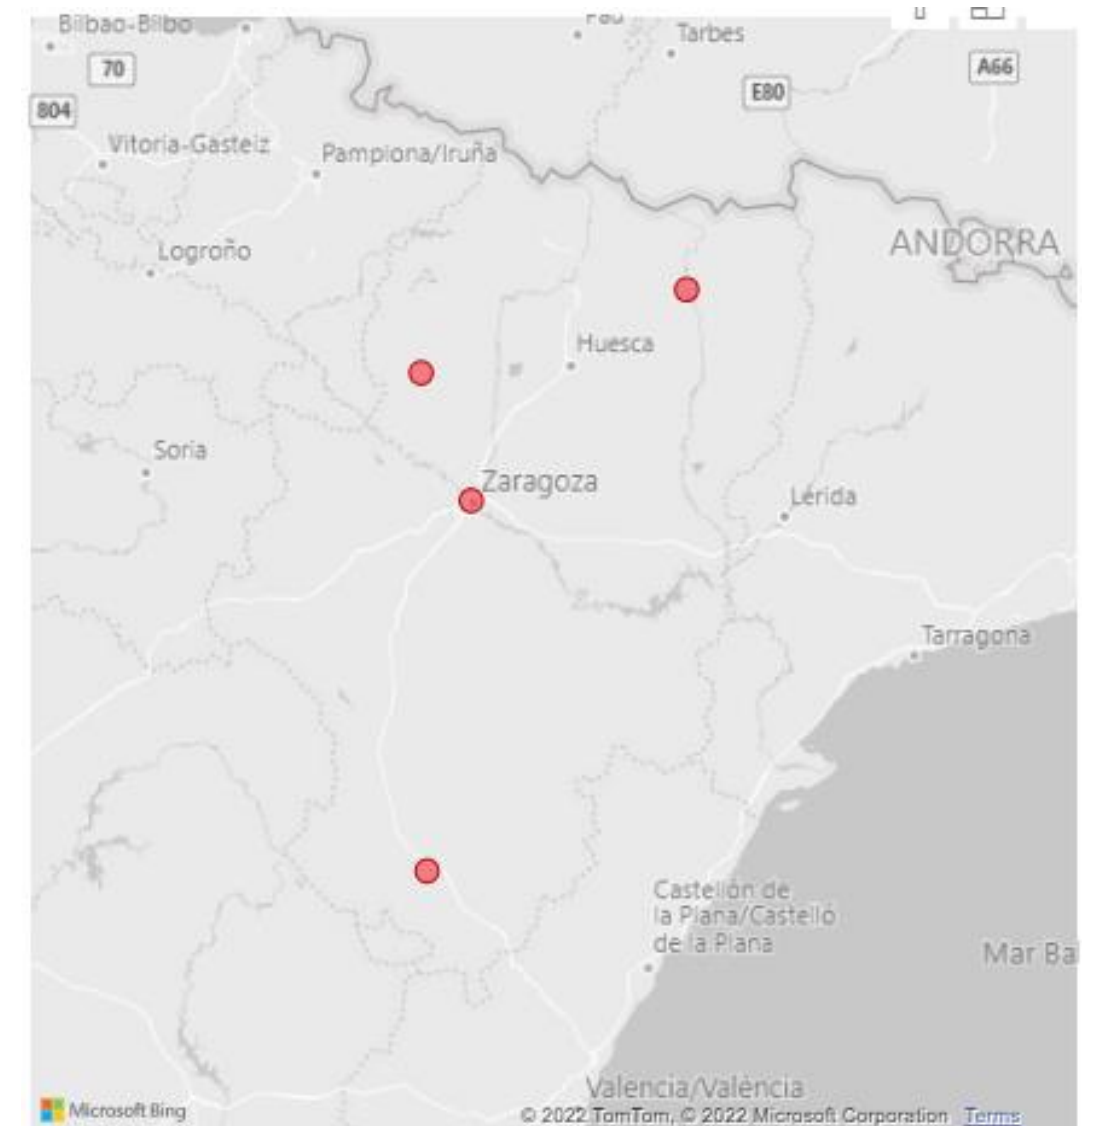 Bilbao-Bilbo
Pau
Tarbes
70
E80
A66
804
Vitoria-Gasteiz
Pamplona/Iruña
ANDORRA
Logroño
Huesca
Soria
Zaragoza
Lérida
Tarragona
Castellón de
la Plana/Castelló
de la Plana
Mar Ba
Valencia/València
Microsoft Bing
© 2022 TomTom, © 2022 Microsoft Corporation Terms